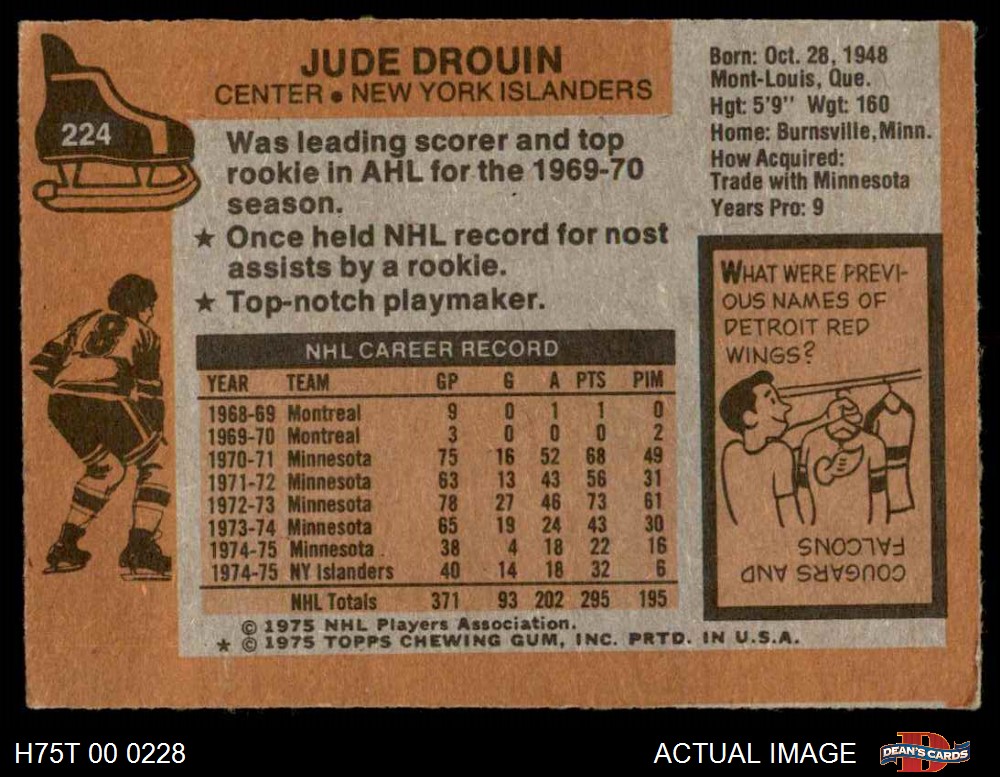 224
JUDE DROUIN
CENTER • NEW YORK ISLANDERS
Was leading scorer and top
rookie in AHL for the 1969-70
season.
★ Once held NHL record for nost
assists by a rookie.
★ Top-notch playmaker.
NHL CAREER RECORD
YEAR TEAM GP G A PTS PIM
1968-69 Montreal 9 0 1 1 0
1969-70 Montreal 3 0 0 0 2
1970-71 Minnesota 75 16 52 68 49
1971-72 Minnesota 63 13 43 56 31
1972-73 Minnesota 78 27 46 73 61
1973-74 Minnesota 65 19 24 43 30
1974-75 Minnesota 38 4 18 22 16
1974-75 NY Islanders 40 14 18 32 6
NHL Totals 371 93 202 295 195
© 1975 NHL Players Association.
★ © 1975 TOPPS CHEWING GUM, INC. PRTD. IN U.S.A.
Born: Oct. 28, 1948
Mont-Louis, Que.
Hgt: 5'9" Wgt: 160
Home: Burnsville, Minn.
How Acquired:
Trade with Minnesota
Years Pro: 9
WHAT WERE PREVI-
OUS NAMES OF
DETROIT RED
WINGS?
COUGARS AND
FALCONS
8
H75T 00 0228
ACTUAL IMAGE
D
DEAN'S CARDS